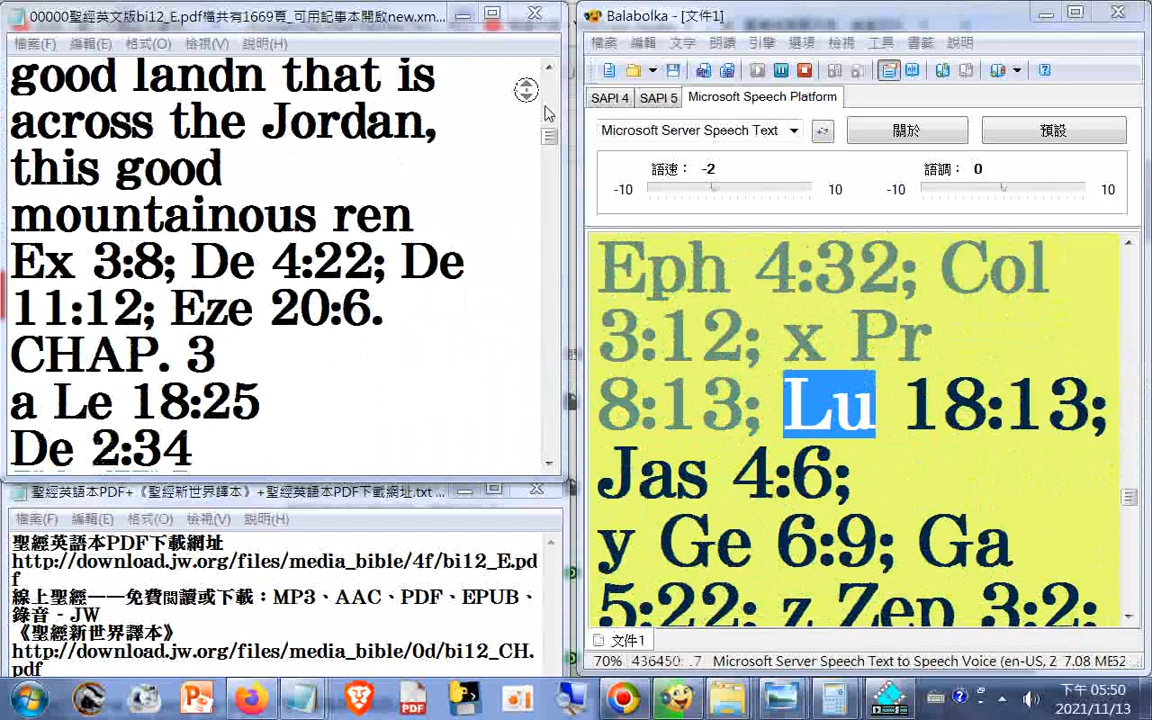 00000聖經英文版bi12_E.pdf檔共有1669頁_可用記事本開啟new.xm...
檔案(F) 編輯(E) 格式(O) 檢視(V) 說明(H)
good landn that is
across the Jordan,
this good
mountainous ren
Ex 3:8; De 4:22; De
11:12; Eze 20:6.
CHAP. 3
a Le 18:25
De 2:34
聖經英語本PDF+《聖經新世界譯本》+聖經英語本PDF下載網址.txt ...
檔案(F) 編輯(E) 格式(O) 檢視(V) 說明(H)
聖經英語本PDF下載網址
http://download.jw.org/files/media_bible/4f/bi12_E.pd
f
線上聖經——免費閱讀或下載：MP3、AAC、PDF、EPUB、
錄音 - JW
《聖經新世界譯本》
http://download.jw.org/files/media_bible/0d/bi12_CH.
pdf
Balabolka - [文件1]
檔案 編輯 文字 朗讀 引擎 選項 檢視 工具 書籤 說明
SAPI 4 SAPI 5 Microsoft Speech Platform
Microsoft Server Speech Text 關於 預設
語速： -2 語調： 0
-10 10 -10 10
Eph 4:32; Col
3:12; x Pr
8:13; Lu 18:13;
Jas 4:6;
y Ge 6:9; Ga
5:22; z Zep 3:2;
文件1
70% 436450 .7 Microsoft Server Speech Text to Speech Voice (en-US, Z 7.08 ME52
PDF
下午 05:50
2021/11/13